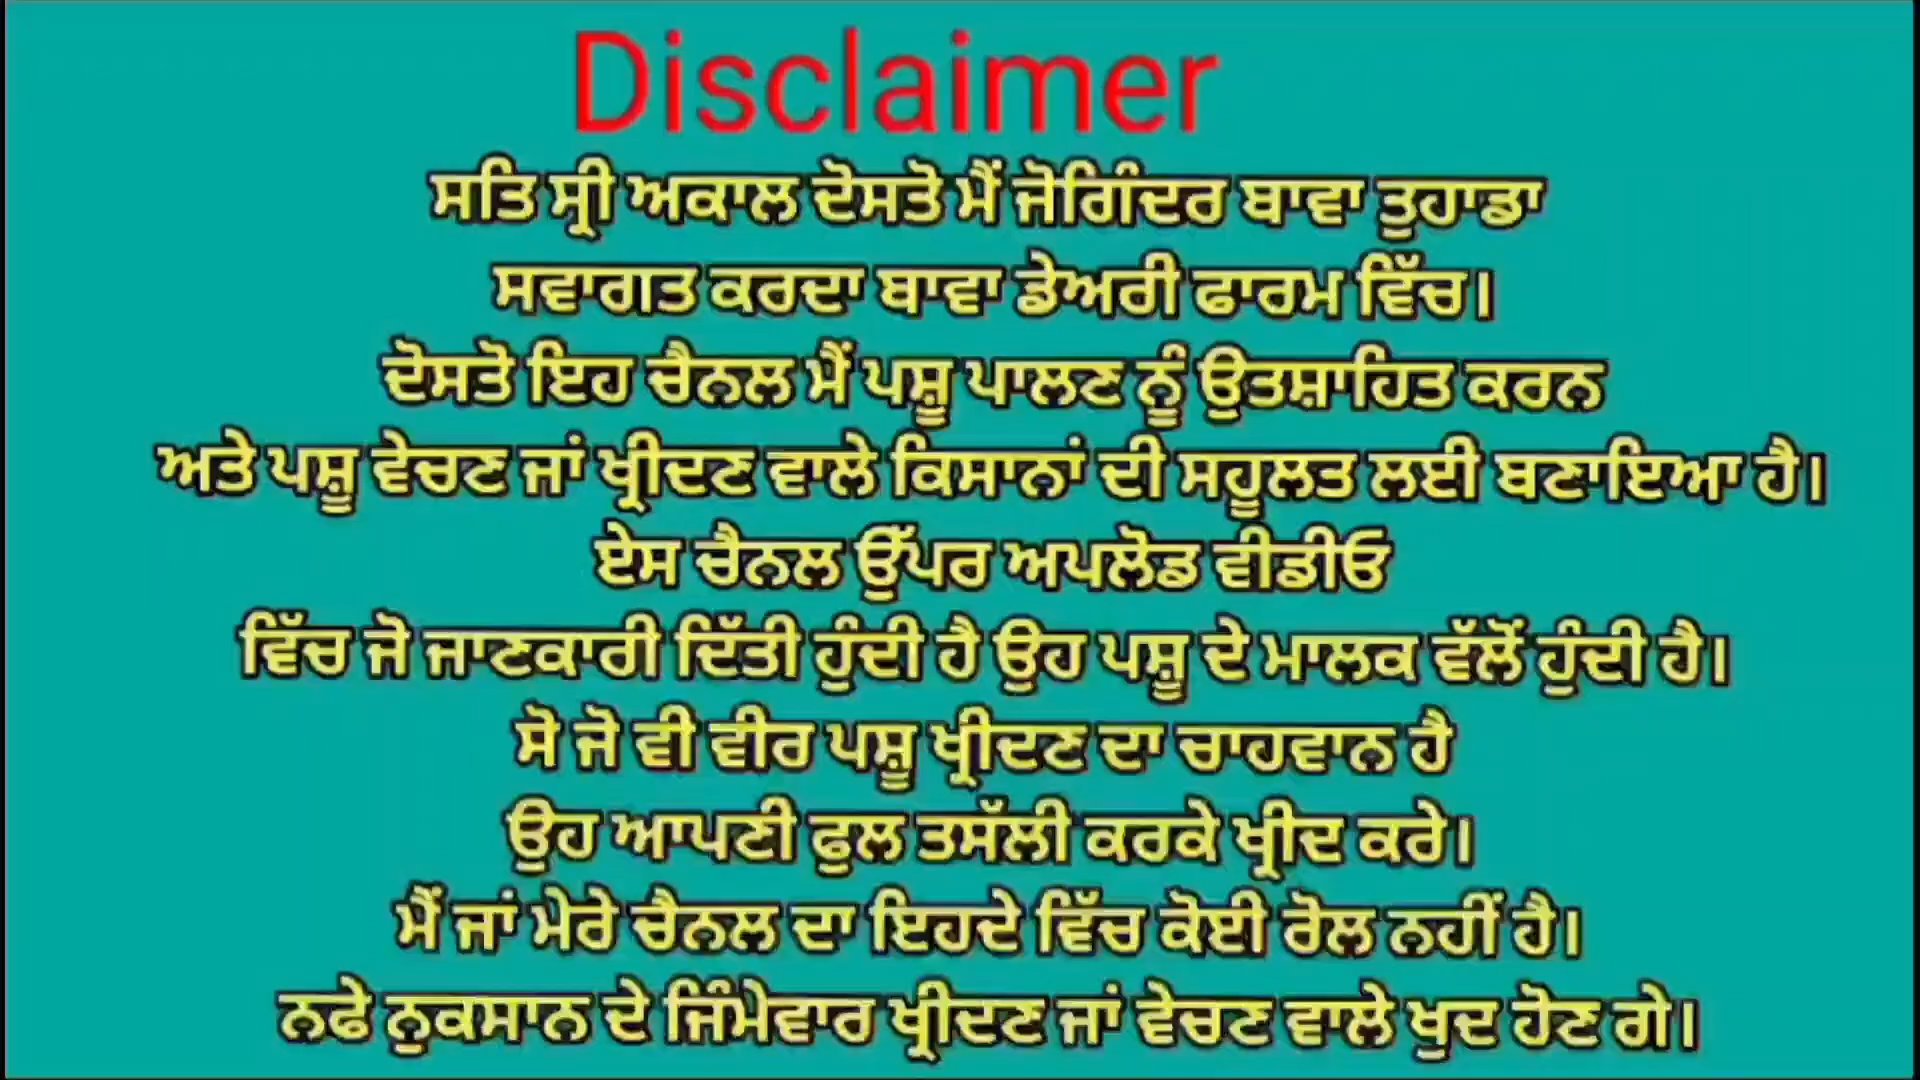 Disclaimer
ਸਤਿ ਸ੍ਰੀ ਅਕਾਲ ਦੋਸਤੋ ਮੈਂ ਜੋਗਿੰਦਰ ਬਾਵਾ ਤੁਹਾਡਾ
ਸਵਾਗਤ ਕਰਦਾ ਬਾਵਾ ਡੇਅਰੀ ਫਾਰਮ ਵਿੱਚ।
ਦੋਸਤੋ ਇਹ ਚੈਨਲ ਮੈਂ ਪਸ਼ੂ ਪਾਲਣ ਨੂੰ ਉਤਸ਼ਾਹਿਤ ਕਰਨ
ਅਤੇ ਪਸ਼ੂ ਵੇਚਣ ਜਾਂ ਖ੍ਰੀਦਣ ਵਾਲੇ ਕਿਸਾਨਾਂ ਦੀ ਸਹੂਲਤ ਲਈ ਬਣਾਇਆ ਹੈ।
ਏਸ ਚੈਨਲ ਉੱਪਰ ਅਪਲੋਡ ਵੀਡੀਓ
ਵਿੱਚ ਜੋ ਜਾਣਕਾਰੀ ਦਿੱਤੀ ਹੁੰਦੀ ਹੈ ਉਹ ਪਸ਼ੂ ਦੇ ਮਾਲਕ ਵੱਲੋਂ ਹੁੰਦੀ ਹੈ।
ਸੋ ਜੋ ਵੀ ਵੀਰ ਪਸ਼ੂ ਖ੍ਰੀਦਣ ਦਾ ਚਾਹਵਾਨ ਹੈ
ਉਹ ਆਪਣੀ ਫੁਲ ਤਸੱਲੀ ਕਰਕੇ ਖ੍ਰੀਦ ਕਰੇ।
ਮੈਂ ਜਾਂ ਮੇਰੇ ਚੈਨਲ ਦਾ ਇਹਦੇ ਵਿੱਚ ਕੋਈ ਰੋਲ ਨਹੀਂ ਹੈ।
ਨਫੇ ਨੁਕਸਾਨ ਦੇ ਜਿੰਮੇਵਾਰ ਖ੍ਰੀਦਣ ਜਾਂ ਵੇਚਣ ਵਾਲੇ ਖੁਦ ਹੋਣ ਗੇ।